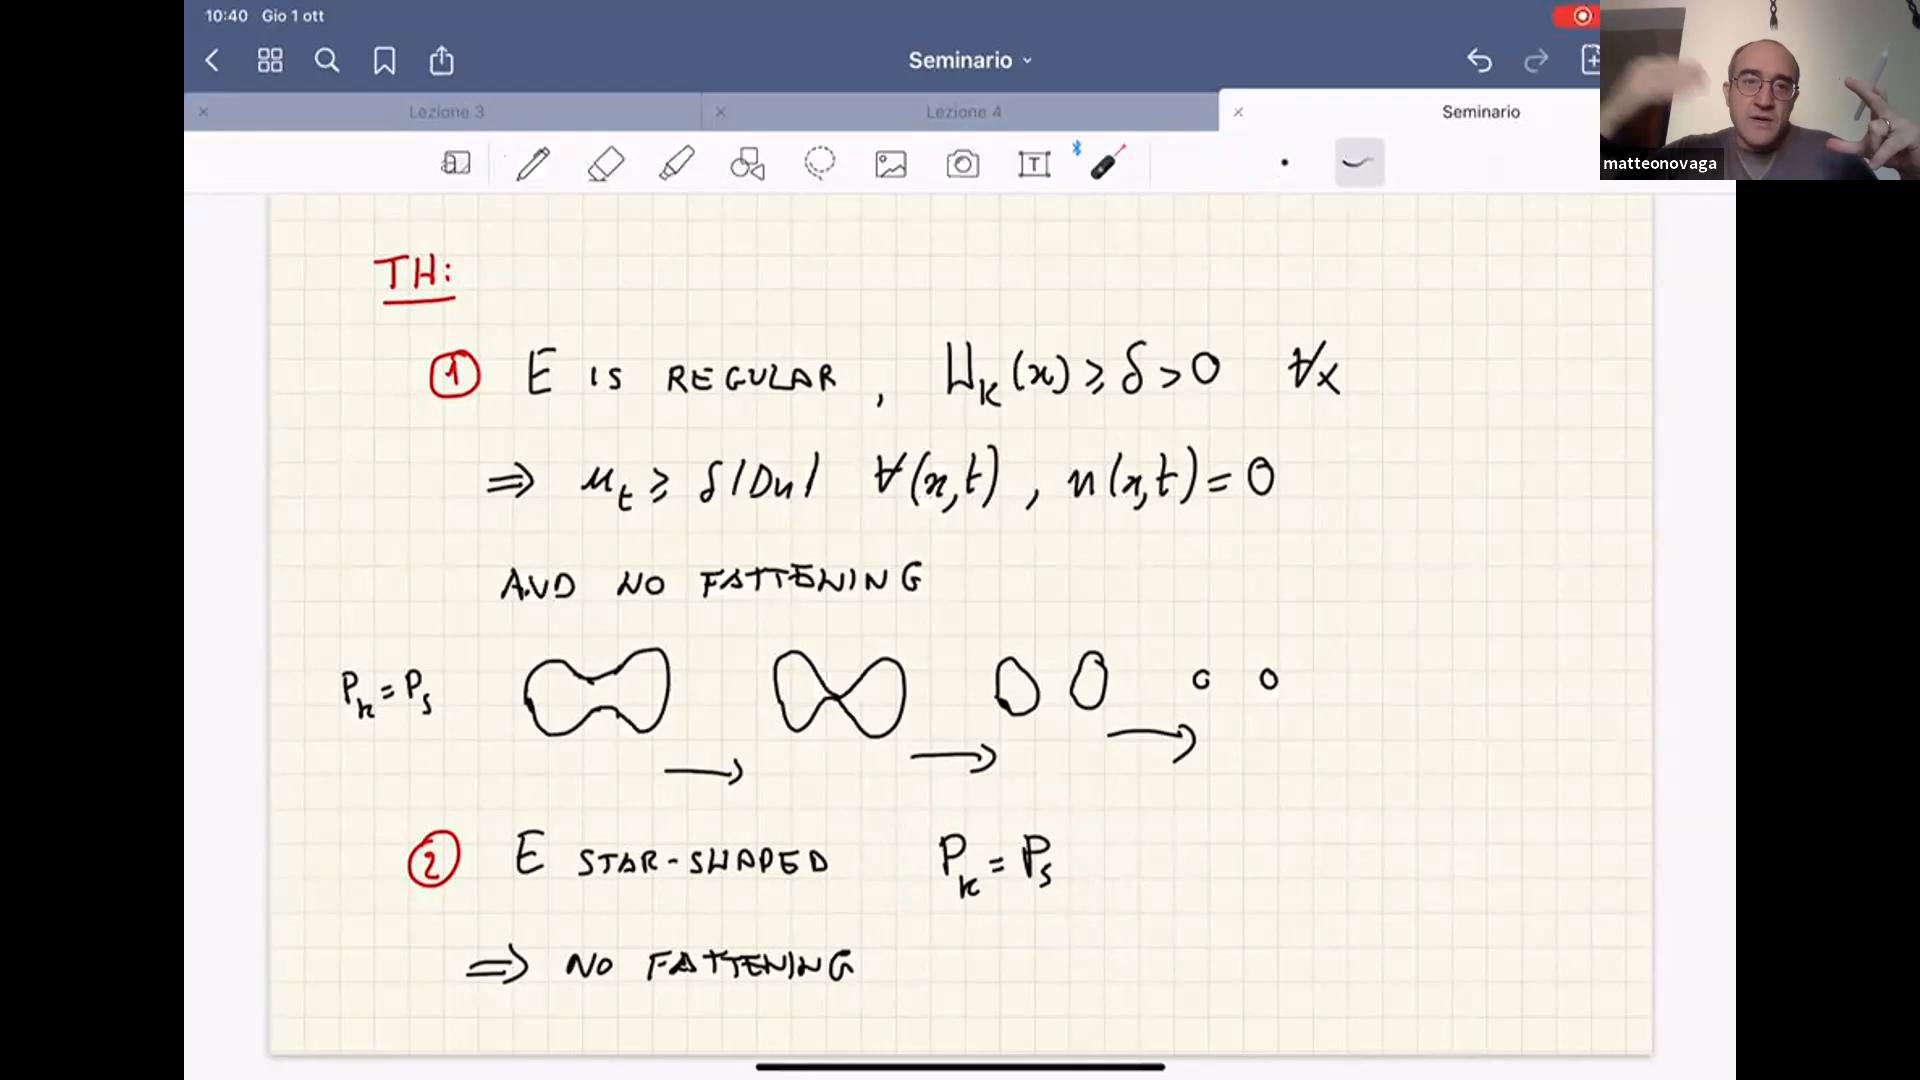 10:40 Gio 1 ott
Seminario
Lezione 3
Lezione 4
Seminario
T
matteonovaga
TH:
① E IS REGULAR, H_K(x) ≥ δ > 0 ∀x
⇒ u_t ≥ δ|Du| ∀(x,t), u(x,t) = 0
AND NO FATTENING
P_K = P_s
② E STAR-SHAPED P_K = P_s
⇒ NO FATTENING